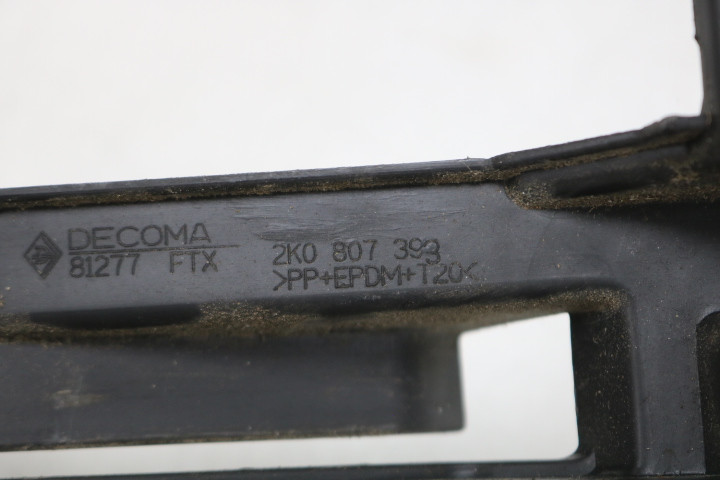 DECOMA
81277 FTX
2K0 807 393
>PP+EPDM+T20<